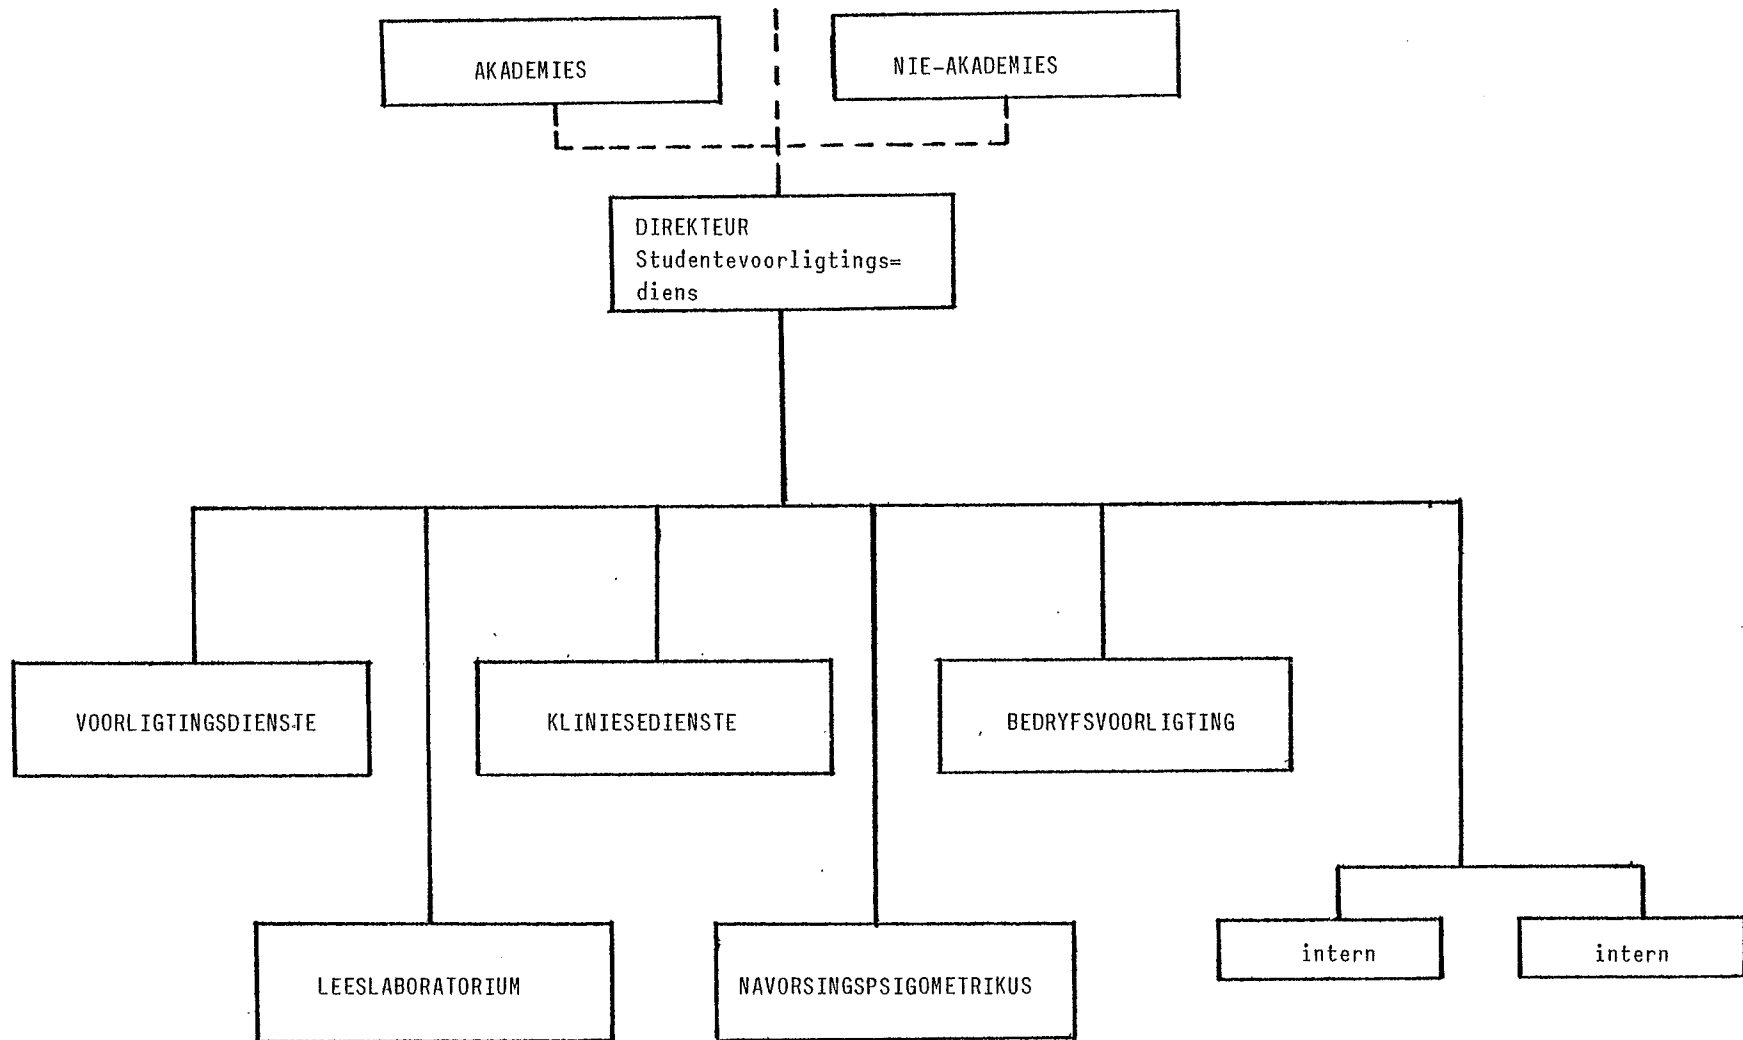 AKADEMIES
NIE-AKADEMIES
DIREKTEUR
Studentevoorligtings=
diens
VOORLIGTINGSDIENSTE
KLINIESEDIENSTE
BEDRYFSVOORLIGTING
LEESLABORATORIUM
NAVORSINGSPSIGOMETRIKUS
intern
intern